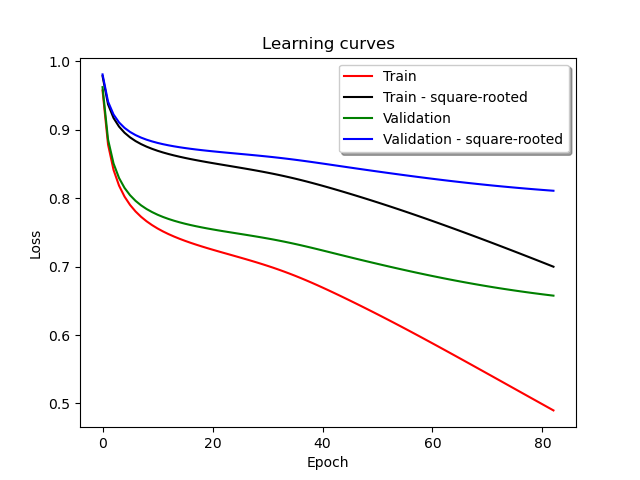 Learning curves
Train
Train - square-rooted
Validation
Validation - square-rooted
Loss
1.0
0.9
0.8
0.7
0.6
0.5
0 20 40 60 80
Epoch